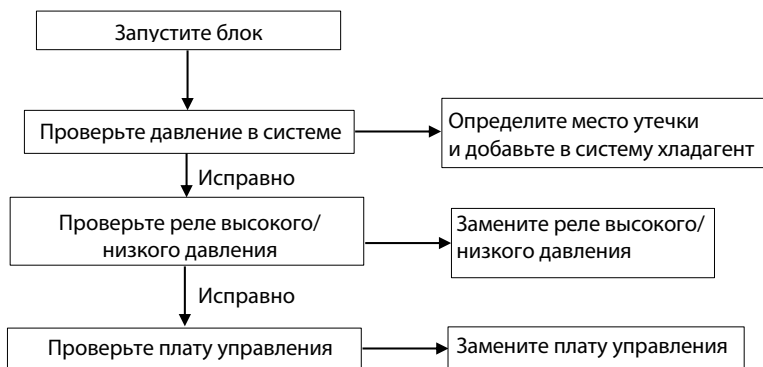 Запустите блок
Проверьте давление в системе
Определите место утечки
и добавьте в систему хладагент
Исправно
Проверьте реле высокого/
низкого давления
Замените реле высокого/
низкого давления
Исправно
Проверьте плату управления
Замените плату управления